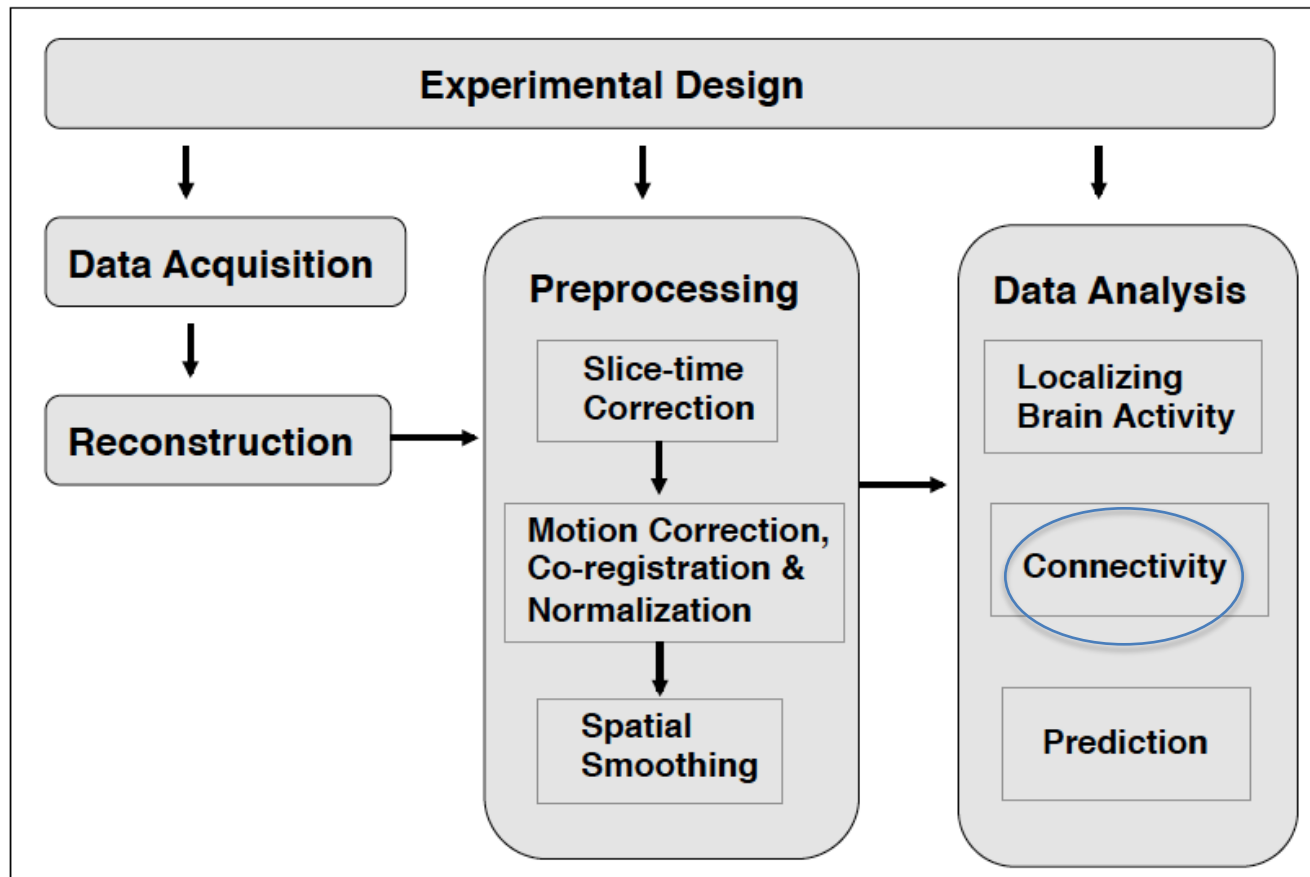 Experimental Design
Data Acquisition
Reconstruction
Preprocessing
Slice-time
Correction
Motion Correction,
Co-registration &
Normalization
Spatial
Smoothing
Data Analysis
Localizing
Brain Activity
Connectivity
Prediction